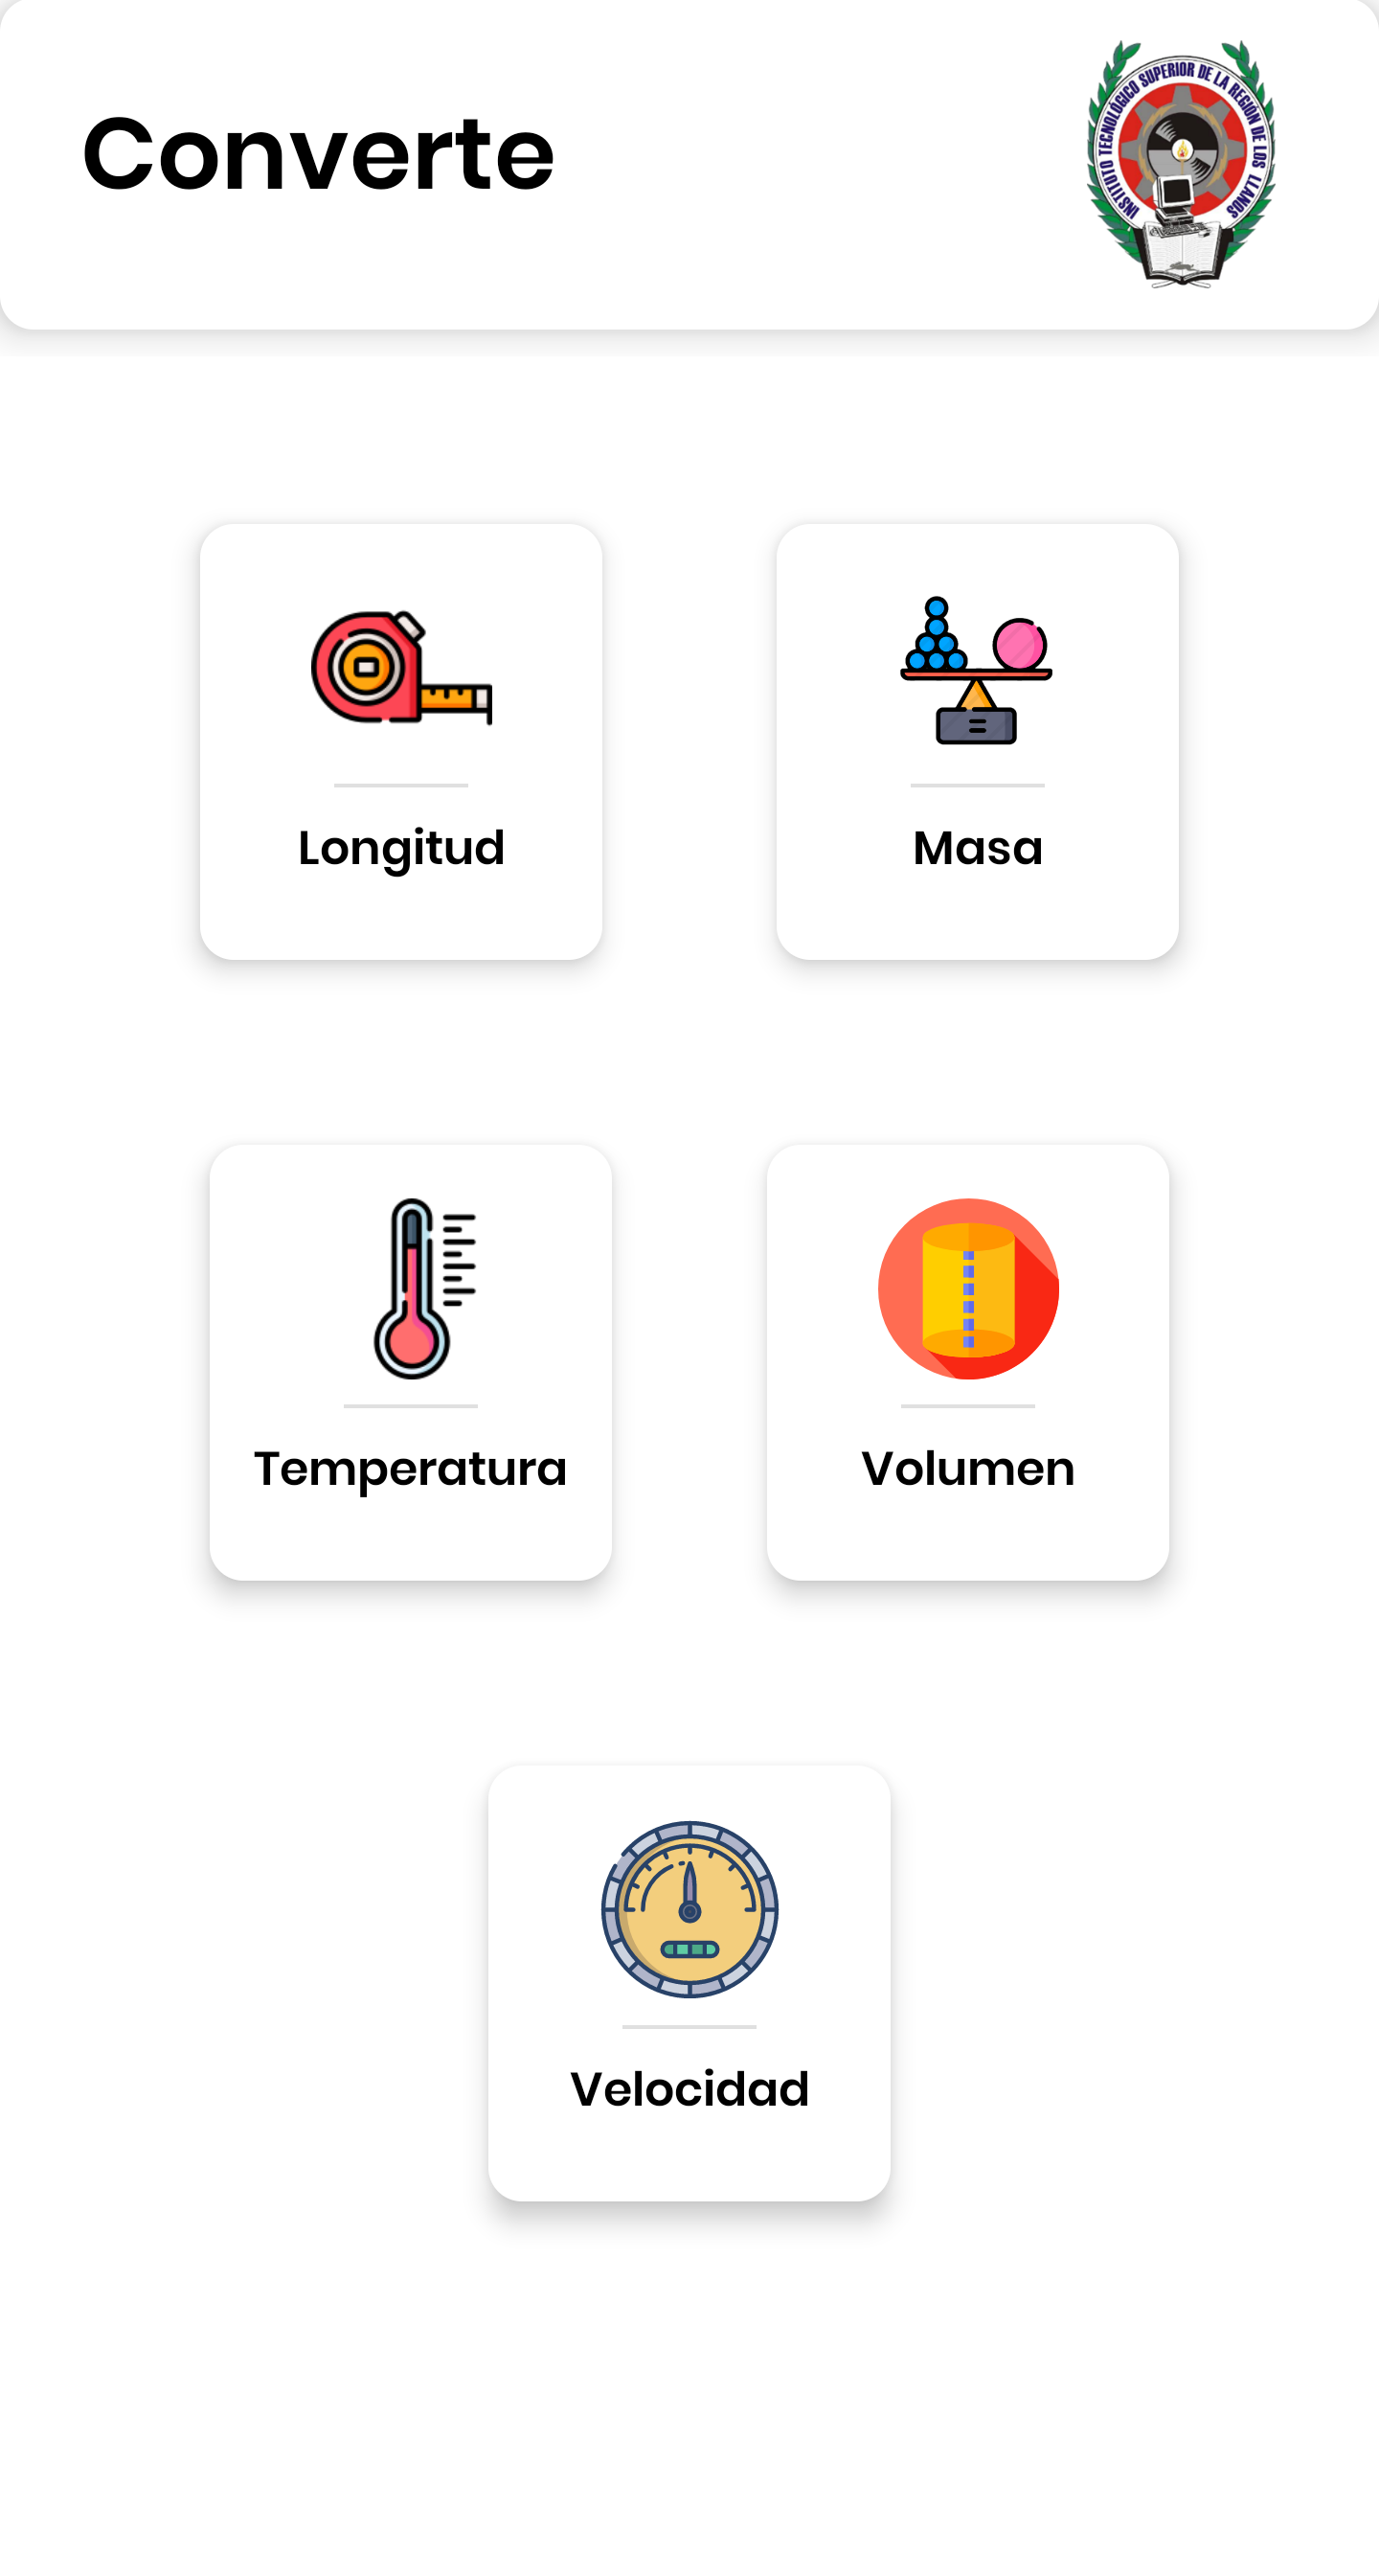 Converte
INSTITUTO TECNOLÓGICO SUPERIOR DE LA REGIÓN DE LOS LLANOS
Longitud
Masa
Temperatura
Volumen
Velocidad